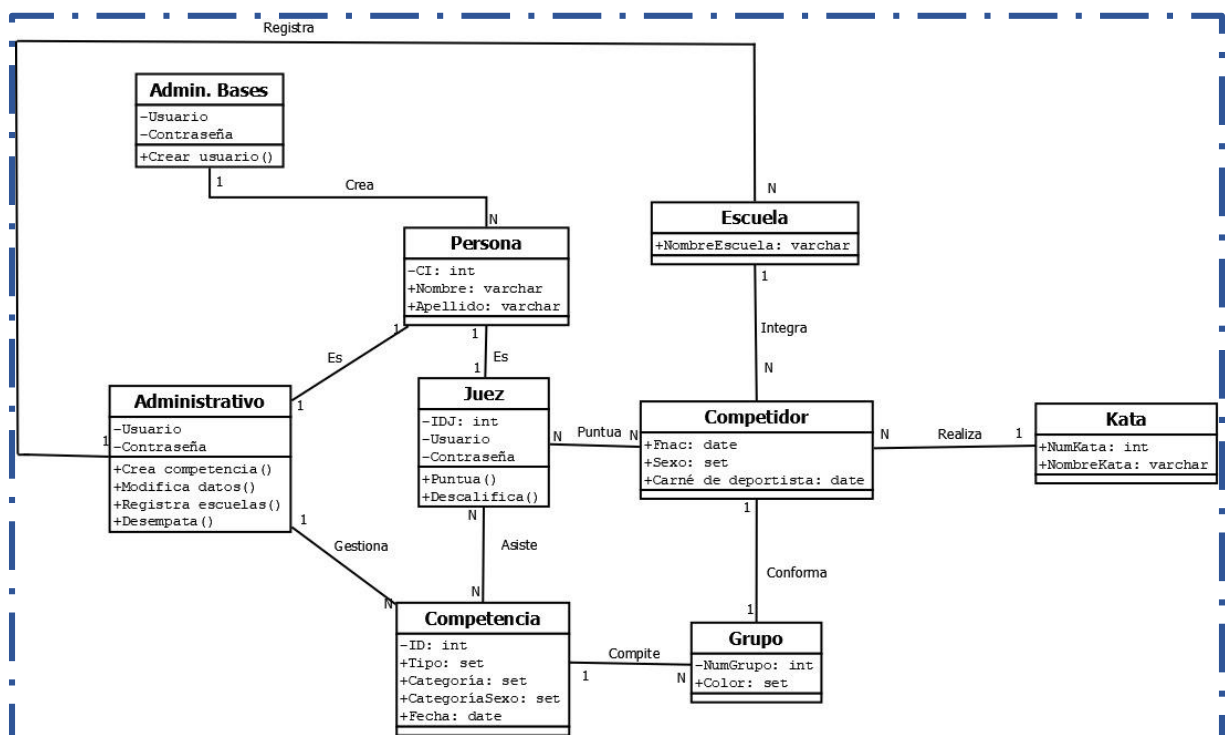 Registra
Admin. Bases
-Usuario
-Contraseña
+Crear usuario()
1
Crea
N
N
Escuela
+NombreEscuela: varchar
1
Persona
-CI: int
+Nombre: varchar
+Apellido: varchar
1
1
Integra
Es
Es
N
1
1
Administrativo
-Usuario
-Contraseña
+Crea competencia()
+Modifica datos()
+Registra escuelas()
+Desempata()
1
1
Juez
-IDJ: int
-Usuario
-Contraseña
+Puntua()
+Descalifica()
N
Puntua
N
N
Competidor
+Fnac: date
+Sexo: set
+Carné de deportista: date
N
Realiza
1
1
Kata
+NumKata: int
+NombreKata: varchar
Gestiona
Asiste
Conforma
N
N
1
Competencia
-ID: int
+Tipo: set
+Categoría: set
+CategoríaSexo: set
+Fecha: date
Compite
1
N
Grupo
-NumGrupo: int
+Color: set